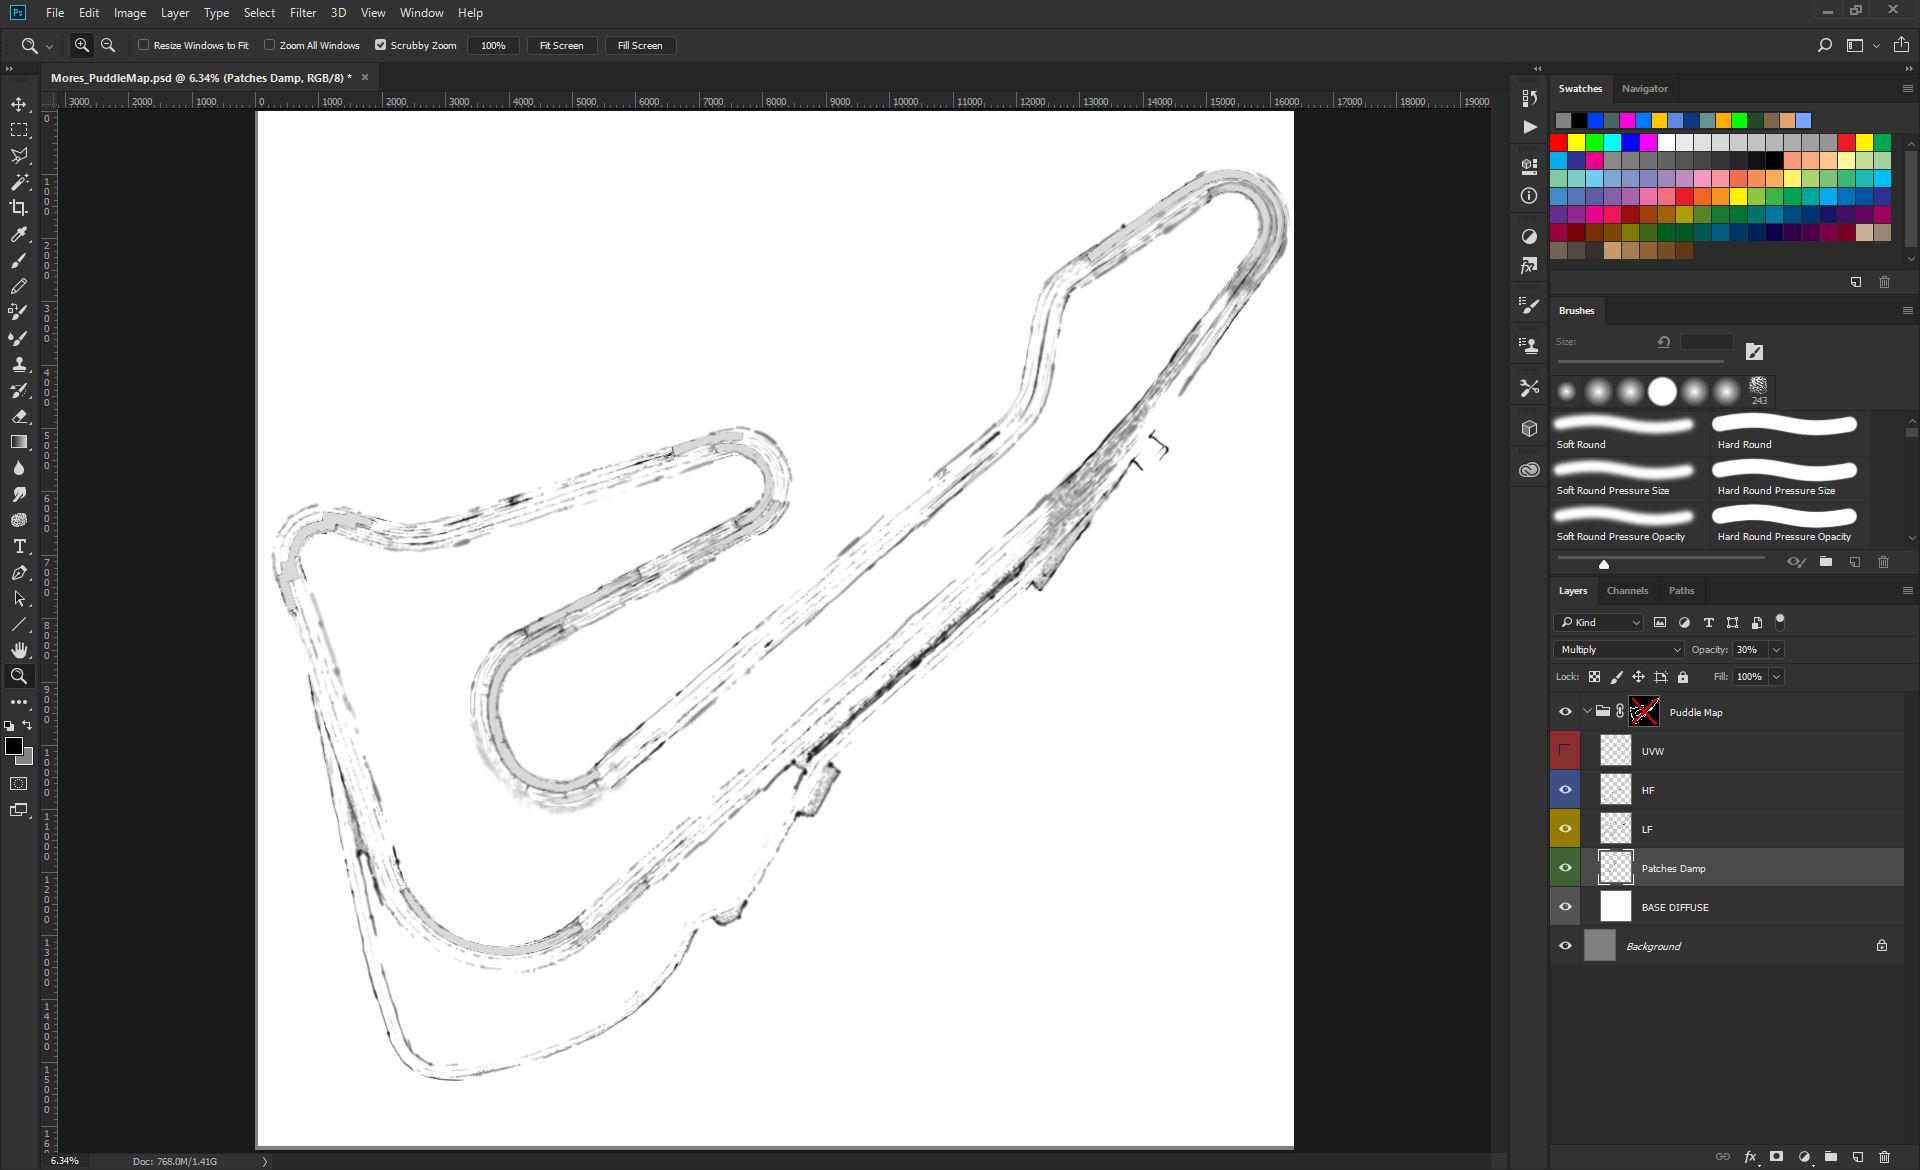 Ps File Edit Image Layer Type Select Filter 3D View Window Help
Resize Windows to Fit Zoom All Windows Scrubby Zoom 100% Fit Screen Fill Screen
Mores_PuddleMap.psd @ 6.34% (Patches Damp, RGB/8) * ×
3000 2000 1000 0 1000 2000 3000 4000 5000 6000 7000 8000 9000 10000 11000 12000 13000 14000 15000 16000 17000 18000 19000
0
1000
2000
3000
4000
5000
6000
7000
8000
9000
10000
11000
12000
13000
14000
15000
16
Swatches Navigator
Brushes
Size:
243
Soft Round Hard Round
Soft Round Pressure Size Hard Round Pressure Size
Soft Round Pressure Opacity Hard Round Pressure Opacity
Layers Channels Paths
Kind
Multiply Opacity: 30%
Lock: Fill: 100%
Puddle Map
UVW
HF
LF
Patches Damp
BASE DIFFUSE
Background
fx
6.34% Doc: 768.0M/1.41G